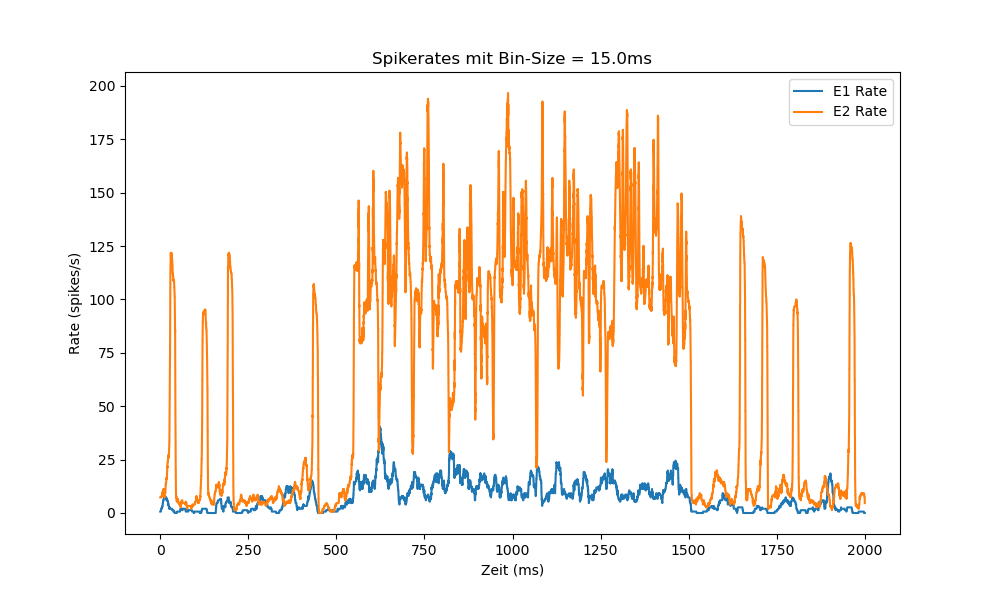 Spikerates mit Bin-Size = 15.0ms
E1 Rate
E2 Rate
200
175
150
125
100
75
50
25
0
Rate (spikes/s)
0 250 500 750 1000 1250 1500 1750 2000
Zeit (ms)